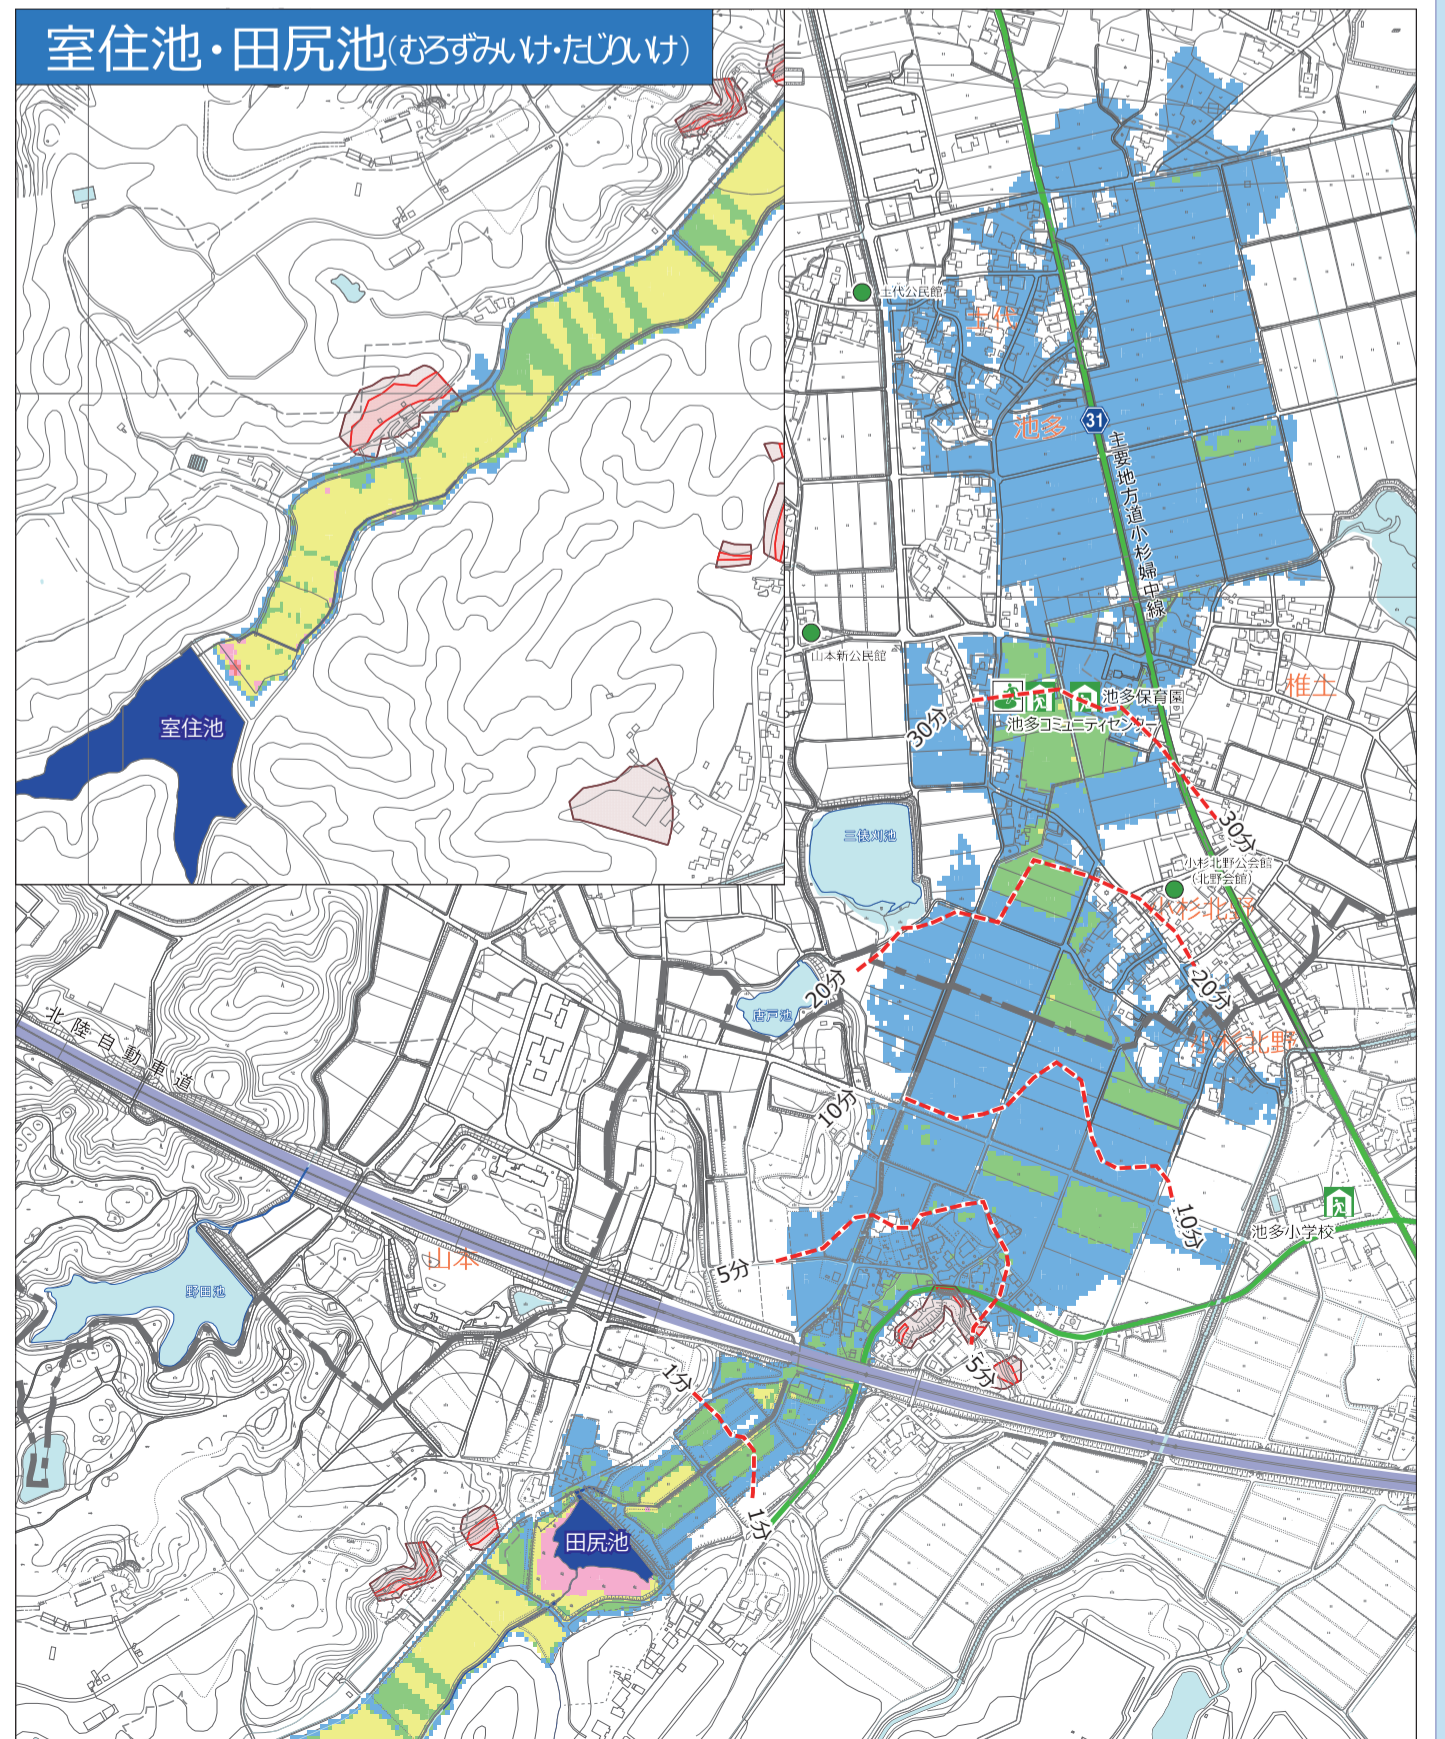 室住池・田尻池(むろずみいけ・たじりいけ)
土代公民館
土代
池多
31
主要地方道小杉婦中線
山本新公民館
椎土
池多保育園
池多コミュニティセンター
30分
30分
室住池
三俵刈池
小杉北野公会館
(北野会館)
小杉北野
20分
20分
唐戸池
小杉北野
北陸自動車道
10分
10分
池多小学校
山本
5分
野田池
5分
1分
1分
田尻池